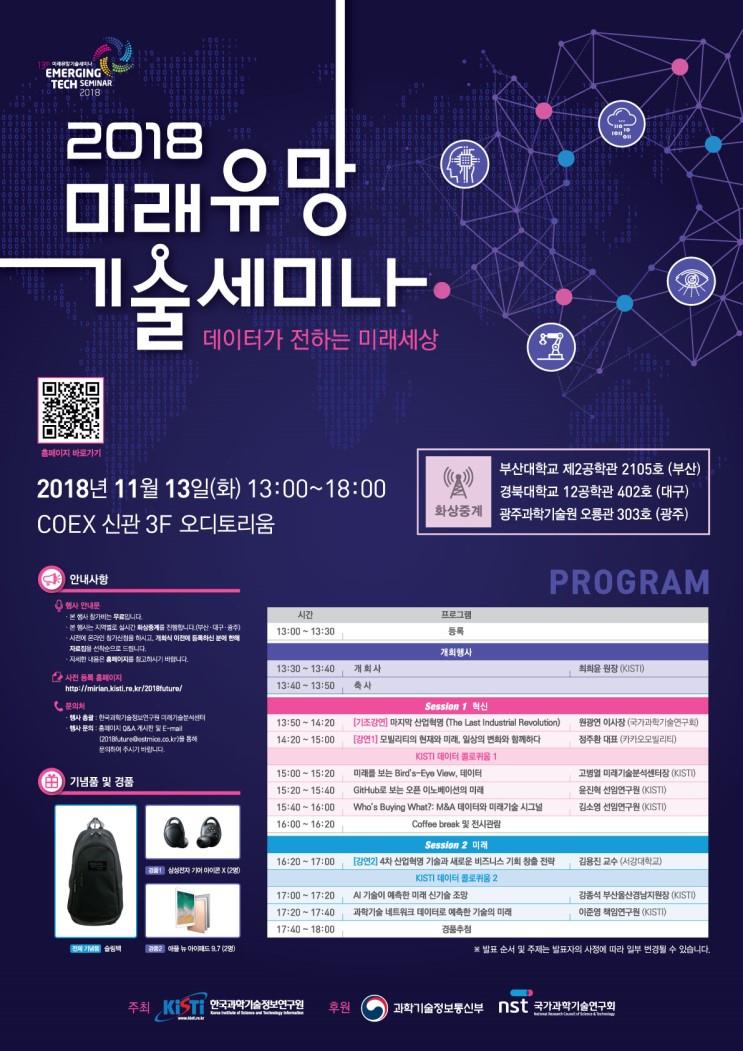 13th 미래유망기술세미나
EMERGING
TECH SEMINAR
2018
2018
미래유망
기술세미나
데이터가 전하는 미래세상
홈페이지 바로가기
2018년 11월 13일(화) 13:00~18:00
COEX 신관 3F 오디토리움
화상중계
부산대학교 제2공학관 2105호 (부산)
경북대학교 12공학관 402호 (대구)
광주과학기술원 오룡관 303호 (광주)
안내사항
행사 안내문
· 본 행사 참가비는 무료입니다.
· 본 행사는 지역별로 실시간 화상중계를 진행합니다.(부산·대구·광주)
· 사전에 온라인 참가신청을 하시고, 개회식 이전에 등록하신 분에 한해
자료집을 선착순으로 드립니다.
· 자세한 내용은 홈페이지를 참고하시기 바랍니다.
사전 등록 홈페이지
http://mirian.kisti.re.kr/2018future/
문의처
· 행사 총괄 : 한국과학기술정보연구원 미래기술분석센터
· 행사 문의 : 홈페이지 Q&A 게시판 및 E-mail
(2018future@estmice.co.kr)을 통해
문의하여 주시기 바랍니다.
기념품 및 경품
경품1 삼성전자 기어 아이콘 X (2명)
전체 기념품 슬링백
경품2 애플 뉴 아이패드 9.7 (2명)
PROGRAM
시간 프로그램
13:00 ~ 13:30 등록
개회행사
13:30 ~ 13:40 개 회 사 최희윤 원장 (KISTI)
13:40 ~ 13:50 축 사
Session 1 혁신
13:50 ~ 14:20 [기조강연] 마지막 산업혁명 (The Last Industrial Revolution) 원광연 이사장 (국가과학기술연구회)
14:20 ~ 15:00 [강연1] 모빌리티의 현재와 미래, 일상의 변화와 함께하다 정주환 대표 (카카오모빌리티)
KISTI 데이터 콜로퀴움 1
15:00 ~ 15:20 미래를 보는 Bird's-Eye View, 데이터 고병열 미래기술분석센터장 (KISTI)
15:20 ~ 15:40 GitHub로 보는 오픈 이노베이션의 미래 윤진혁 선임연구원 (KISTI)
15:40 ~ 16:00 Who's Buying What?: M&A 데이터와 미래기술 시그널 김소영 선임연구원 (KISTI)
16:00 ~ 16:20 Coffee break 및 전시관람
Session 2 미래
16:20 ~ 17:00 [강연2] 4차 산업혁명 기술과 새로운 비즈니스 기회 창출 전략 김용진 교수 (서강대학교)
KISTI 데이터 콜로퀴움 2
17:00 ~ 17:20 AI 기술이 예측한 미래 신기술 조망 강종석 부산울산경남지원장 (KISTI)
17:20 ~ 17:40 과학기술 네트워크 데이터로 예측한 기술의 미래 이준영 책임연구원 (KISTI)
17:40 ~ 18:00 경품추첨
※ 발표 순서 및 주제는 발표자의 사정에 따라 일부 변경될 수 있습니다.
주최 KISTI www.kisti.re.kr 한국과학기술정보연구원 Korea Institute of Science and Technology Information
후원 과학기술정보통신부 nst 국가과학기술연구회 National Research Council of Science & Technology